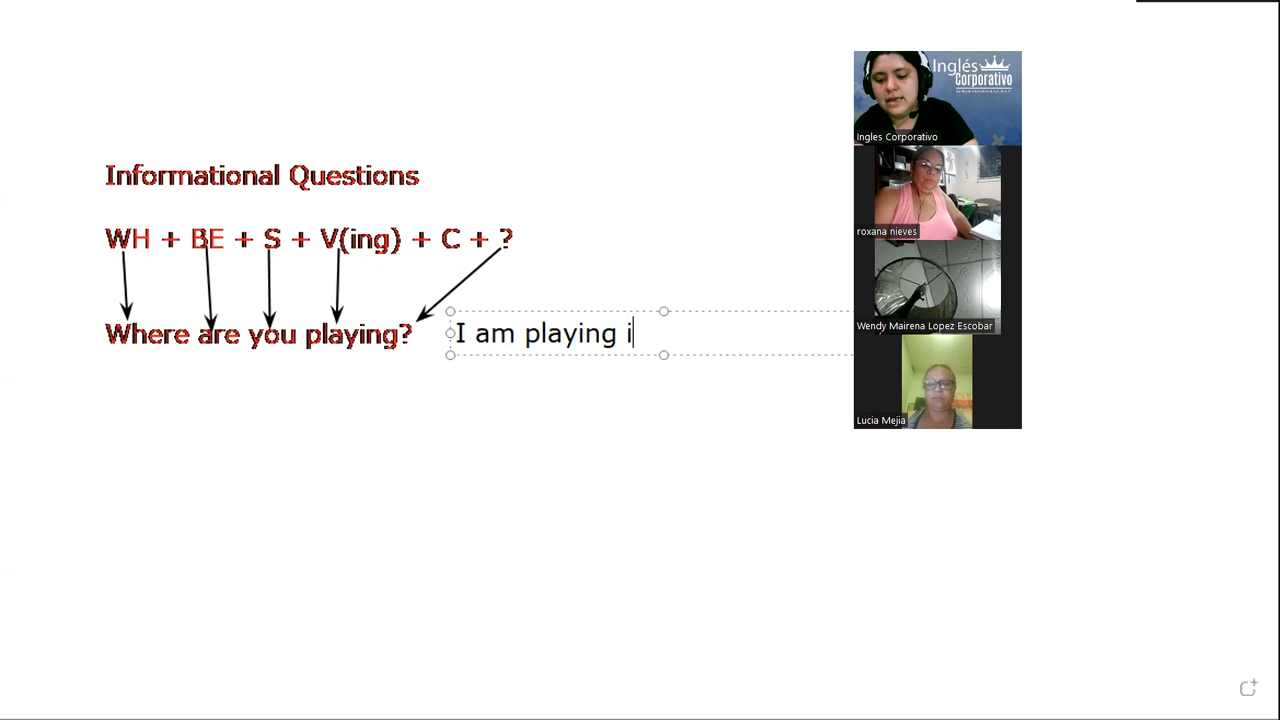 Informational Questions
WH + BE + S + V(ing) + C + ?
Where are you playing?
I am playing i
Inglés
Corporativo
Ingles Corporativo
roxana nieves
Wendy Mairena Lopez Escobar
Lucia Mejia